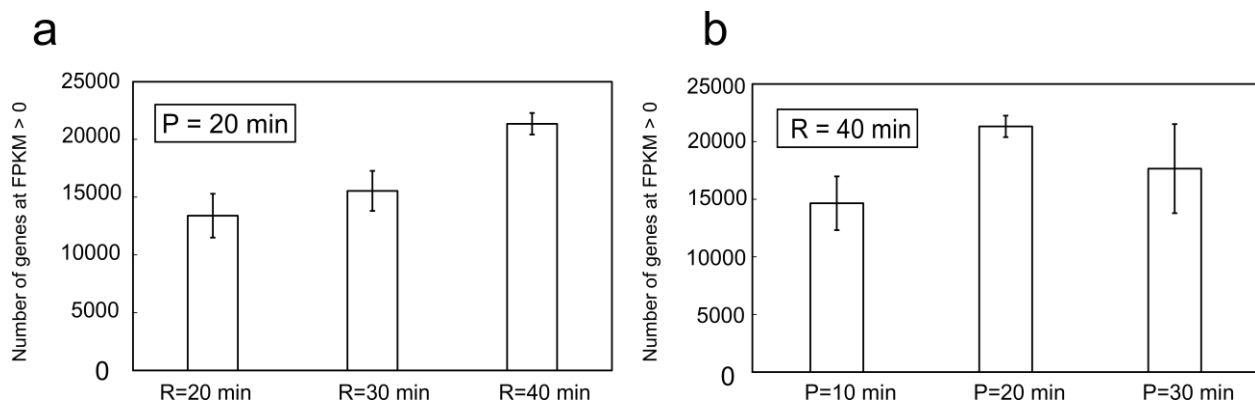 a
Number of genes at FPKM > 0
25000
20000
15000
10000
5000
0
P = 20 min
R=20 min
R=30 min
R=40 min
b
Number of genes at FPKM > 0
25000
20000
15000
10000
5000
0
R = 40 min
P=10 min
P=20 min
P=30 min